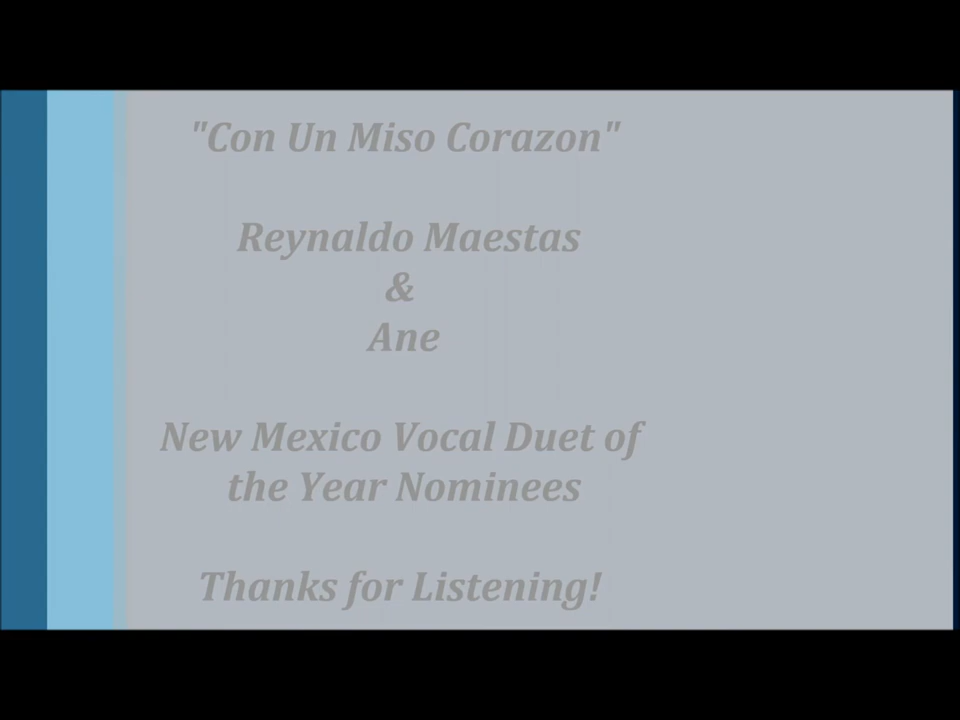 "Con Un Miso Corazon"
Reynaldo Maestas
&
Ane
New Mexico Vocal Duet of
the Year Nominees
Thanks for Listening!